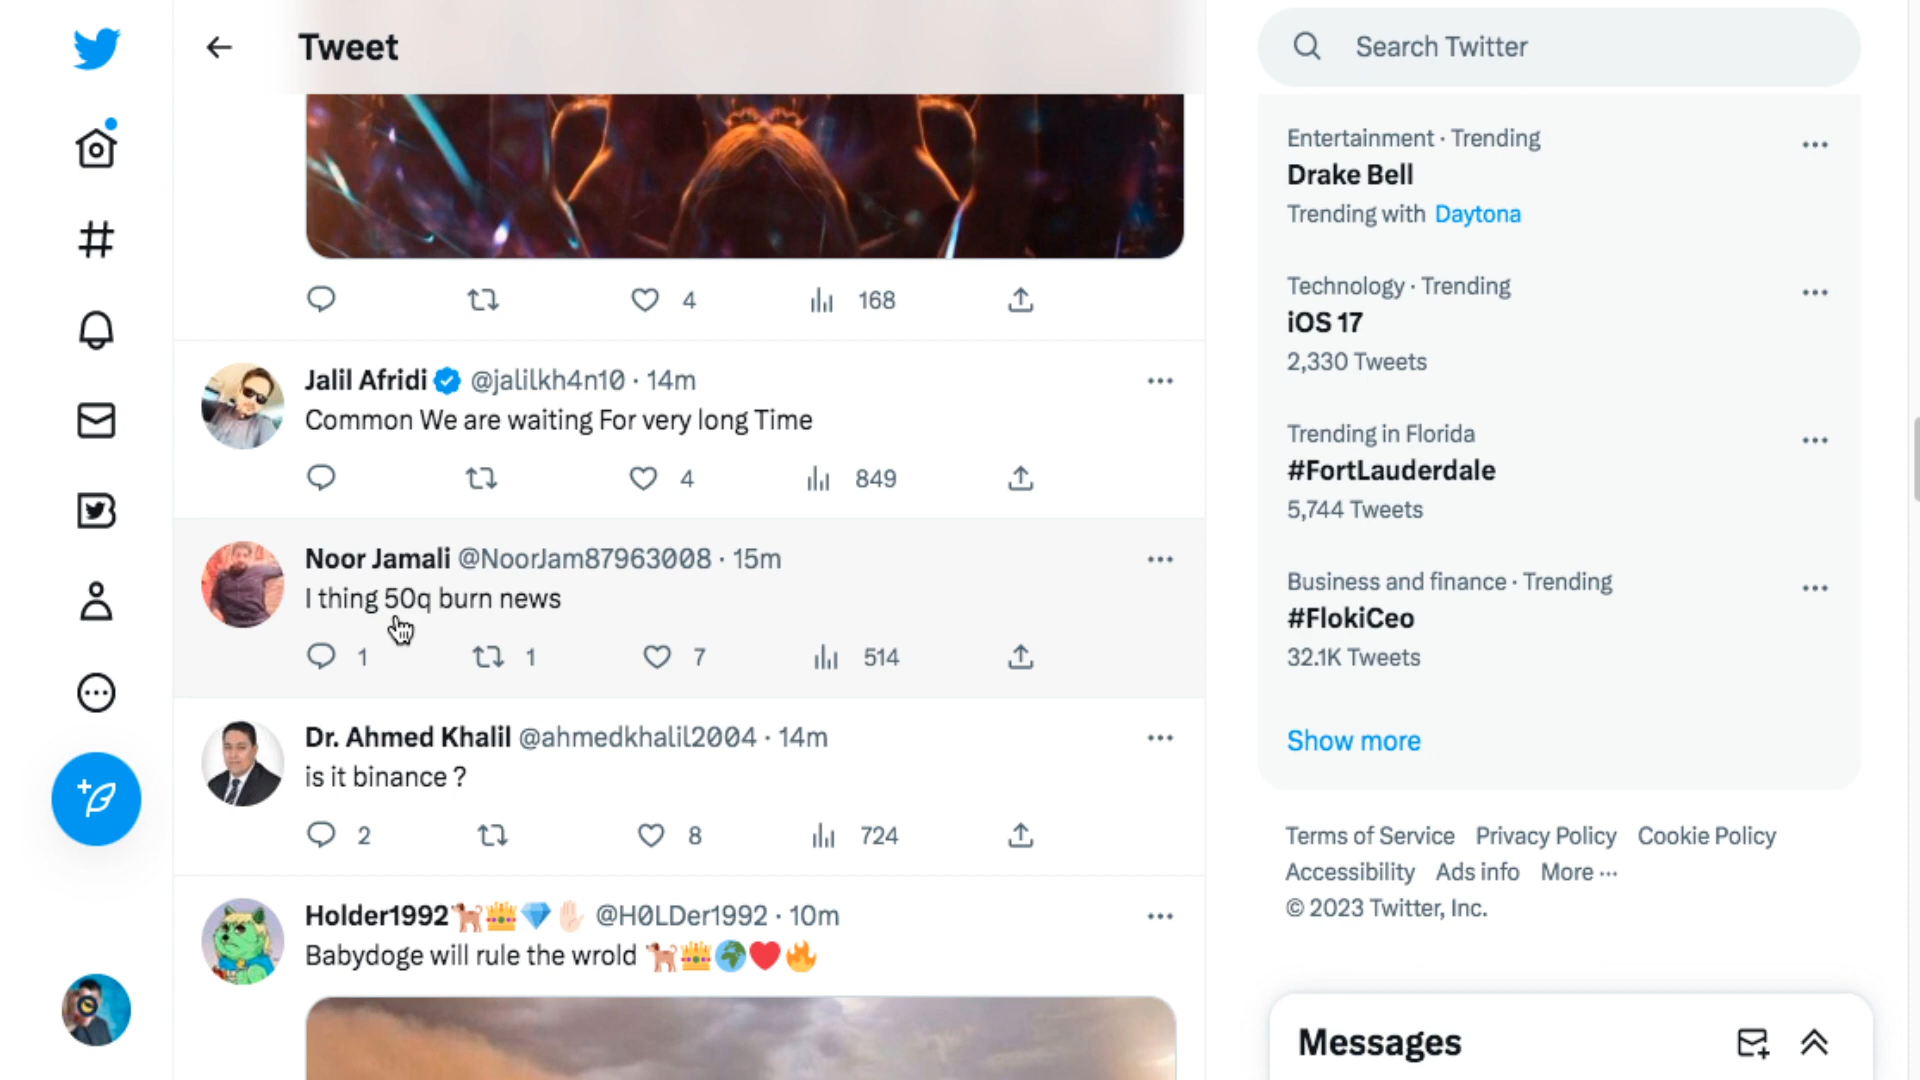 Tweet
4 168
Jalil Afridi @jalilkh4n10 · 14m
Common We are waiting For very long Time
4 849
Noor Jamali @NoorJam87963008 · 15m
I thing 50q burn news
1 1 7 514
Dr. Ahmed Khalil @ahmedkhalil2004 · 14m
is it binance ?
2 8 724
Holder1992🐕👑💎✋🏻 @H0LDer1992 · 10m
Babydoge will rule the wrold 🐕👑🌍❤️🔥
Search Twitter
Entertainment · Trending
Drake Bell
Trending with Daytona
Technology · Trending
iOS 17
2,330 Tweets
Trending in Florida
#FortLauderdale
5,744 Tweets
Business and finance · Trending
#FlokiCeo
32.1K Tweets
Show more
Terms of Service Privacy Policy Cookie Policy
Accessibility Ads info More ···
© 2023 Twitter, Inc.
Messages